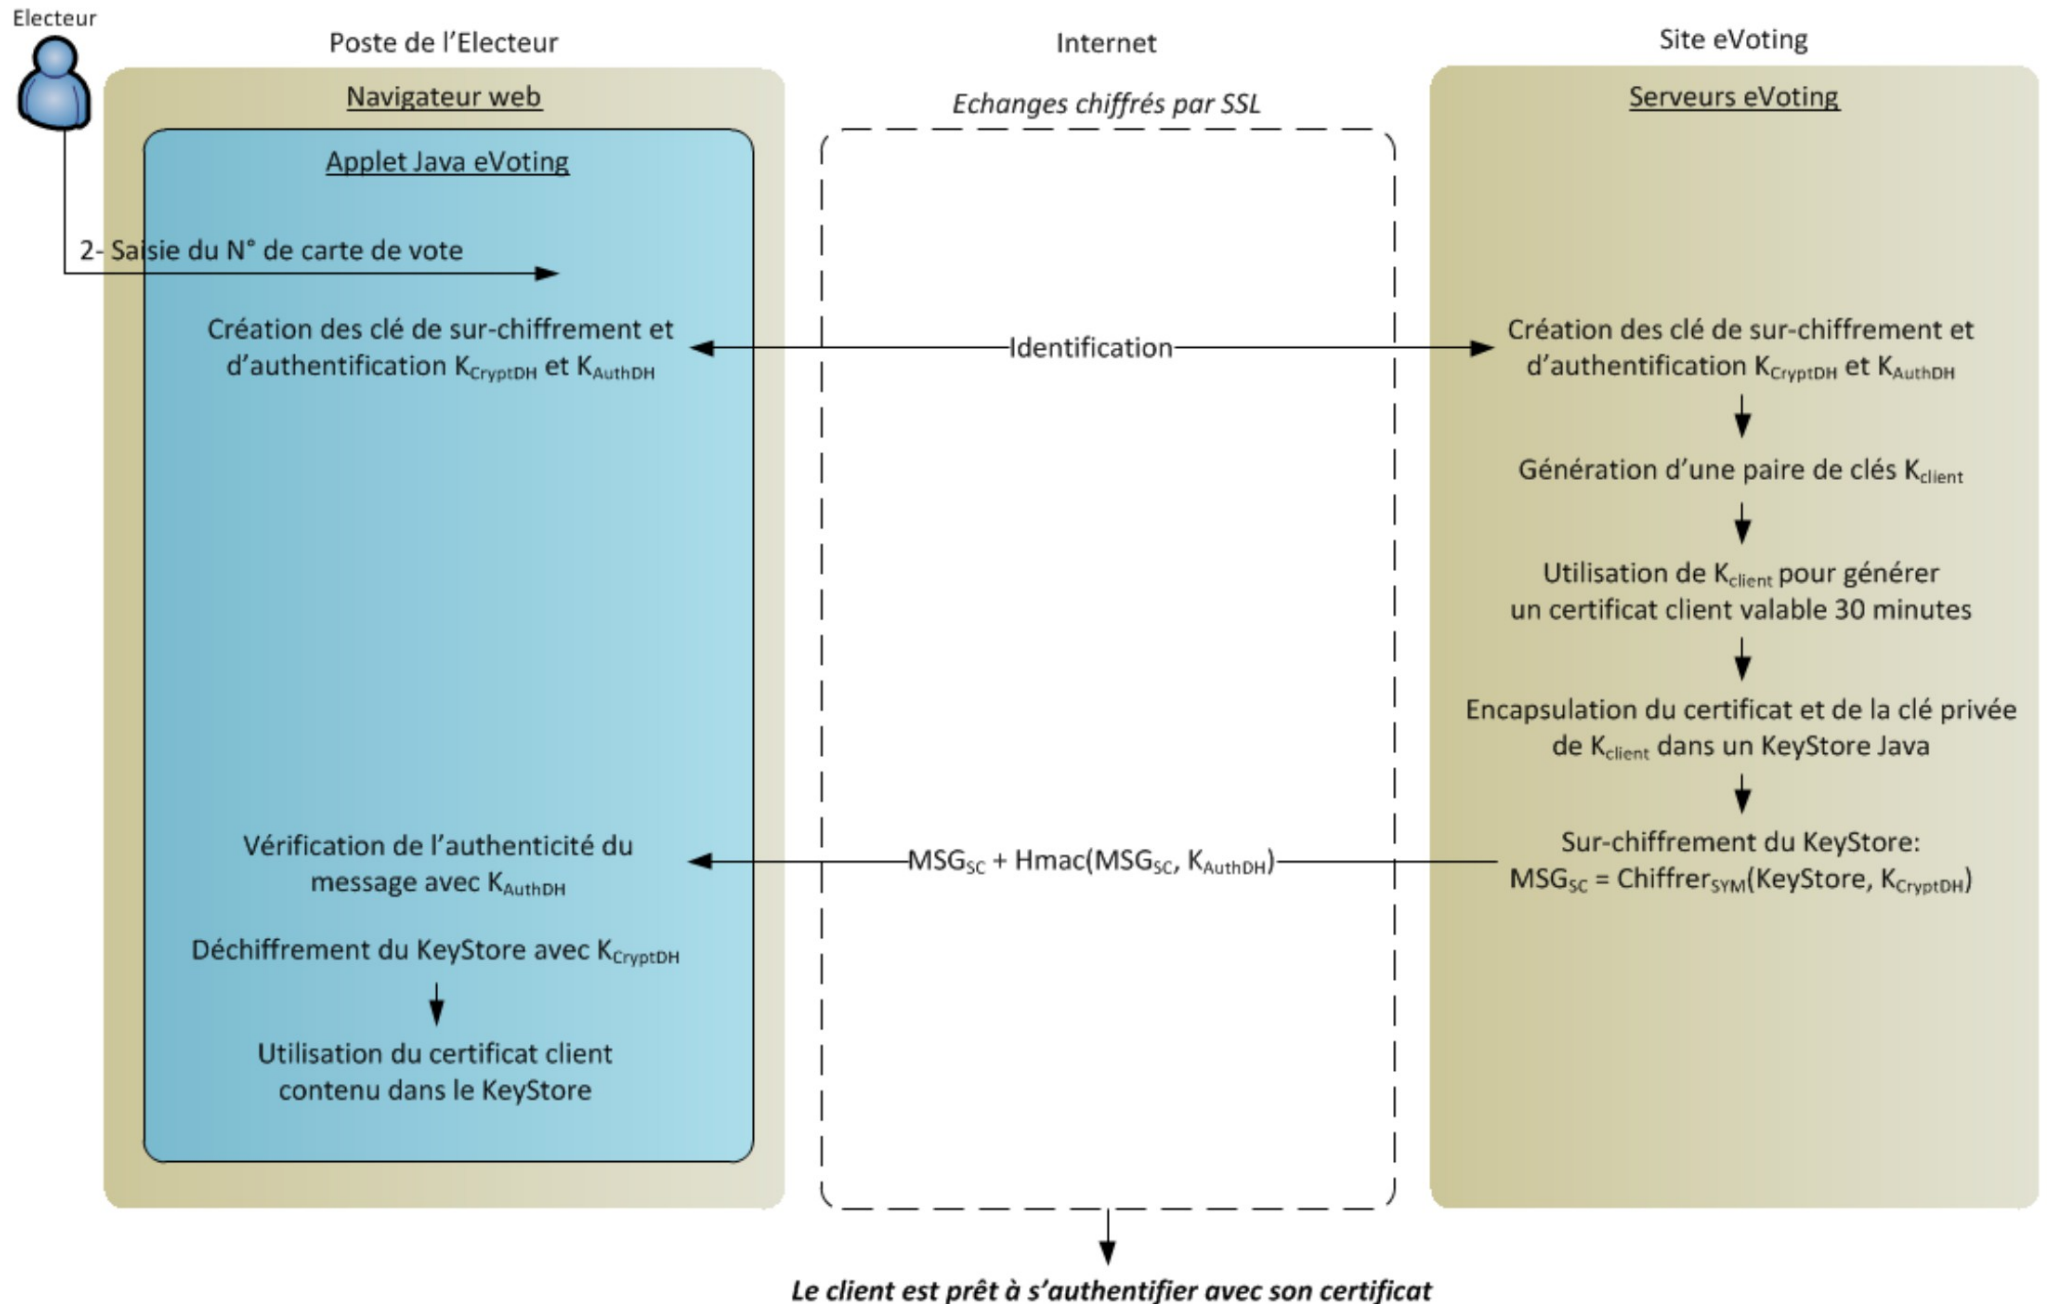 Electeur
Poste de l'Electeur
Internet
Site eVoting
Navigateur web
Echanges chiffrés par SSL
Serveurs eVoting
Applet Java eVoting
2- Saisie du N° de carte de vote
Création des clé de sur-chiffrement et
d'authentification KCryptDH et KAuthDH
Identification
Création des clé de sur-chiffrement et
d'authentification KCryptDH et KAuthDH
Génération d'une paire de clés Kclient
Utilisation de Kclient pour générer
un certificat client valable 30 minutes
Encapsulation du certificat et de la clé privée
de Kclient dans un KeyStore Java
Sur-chiffrement du KeyStore:
MSGSC = ChiffrerSYM(KeyStore, KCryptDH)
MSGSC + Hmac(MSGSC, KAuthDH)
Vérification de l'authenticité du
message avec KAuthDH
Déchiffrement du KeyStore avec KCryptDH
Utilisation du certificat client
contenu dans le KeyStore
Le client est prêt à s'authentifier avec son certificat